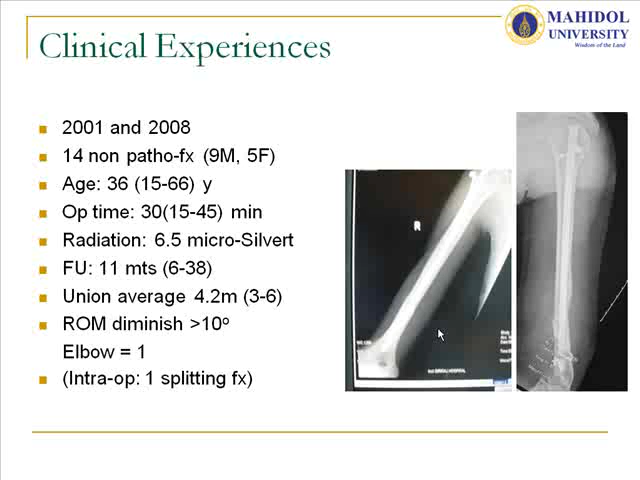 MAHIDOL
UNIVERSITY
Wisdom of the Land
Clinical Experiences
2001 and 2008
14 non patho-fx (9M, 5F)
Age: 36 (15-66) y
Op time: 30(15-45) min
Radiation: 6.5 micro-Silvert
FU: 11 mts (6-38)
Union average 4.2m (3-6)
ROM diminish >10º
Elbow = 1
(Intra-op: 1 splitting fx)
R